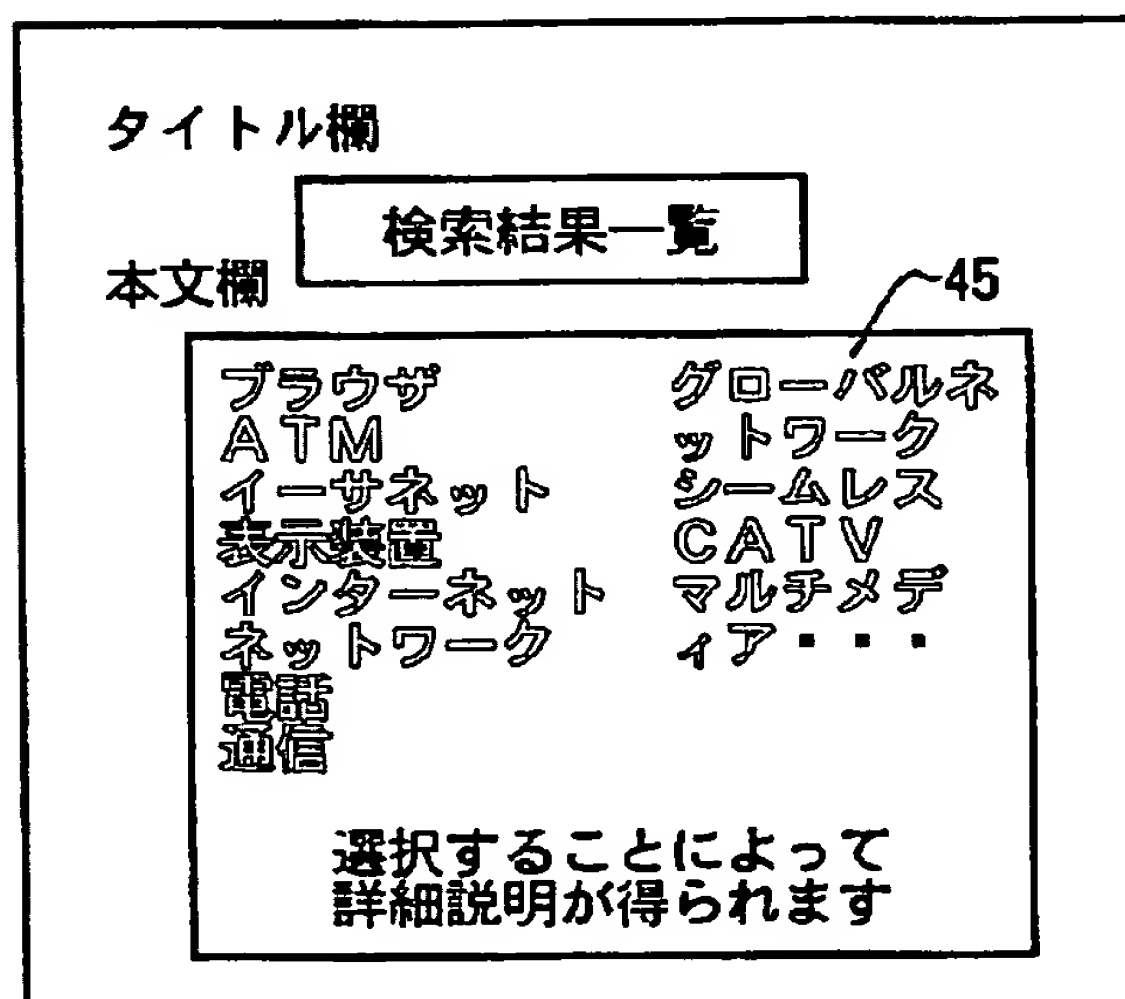 タイトル欄
検索結果一覧
本文欄
45
ブラウザ
ATM
イーサネット
表示装置
インターネット
ネットワーク
電話
通信
グローバルネ
ットワーク
シームレス
CATV
マルチメデ
ィア・・・
選択することによって
詳細説明が得られます